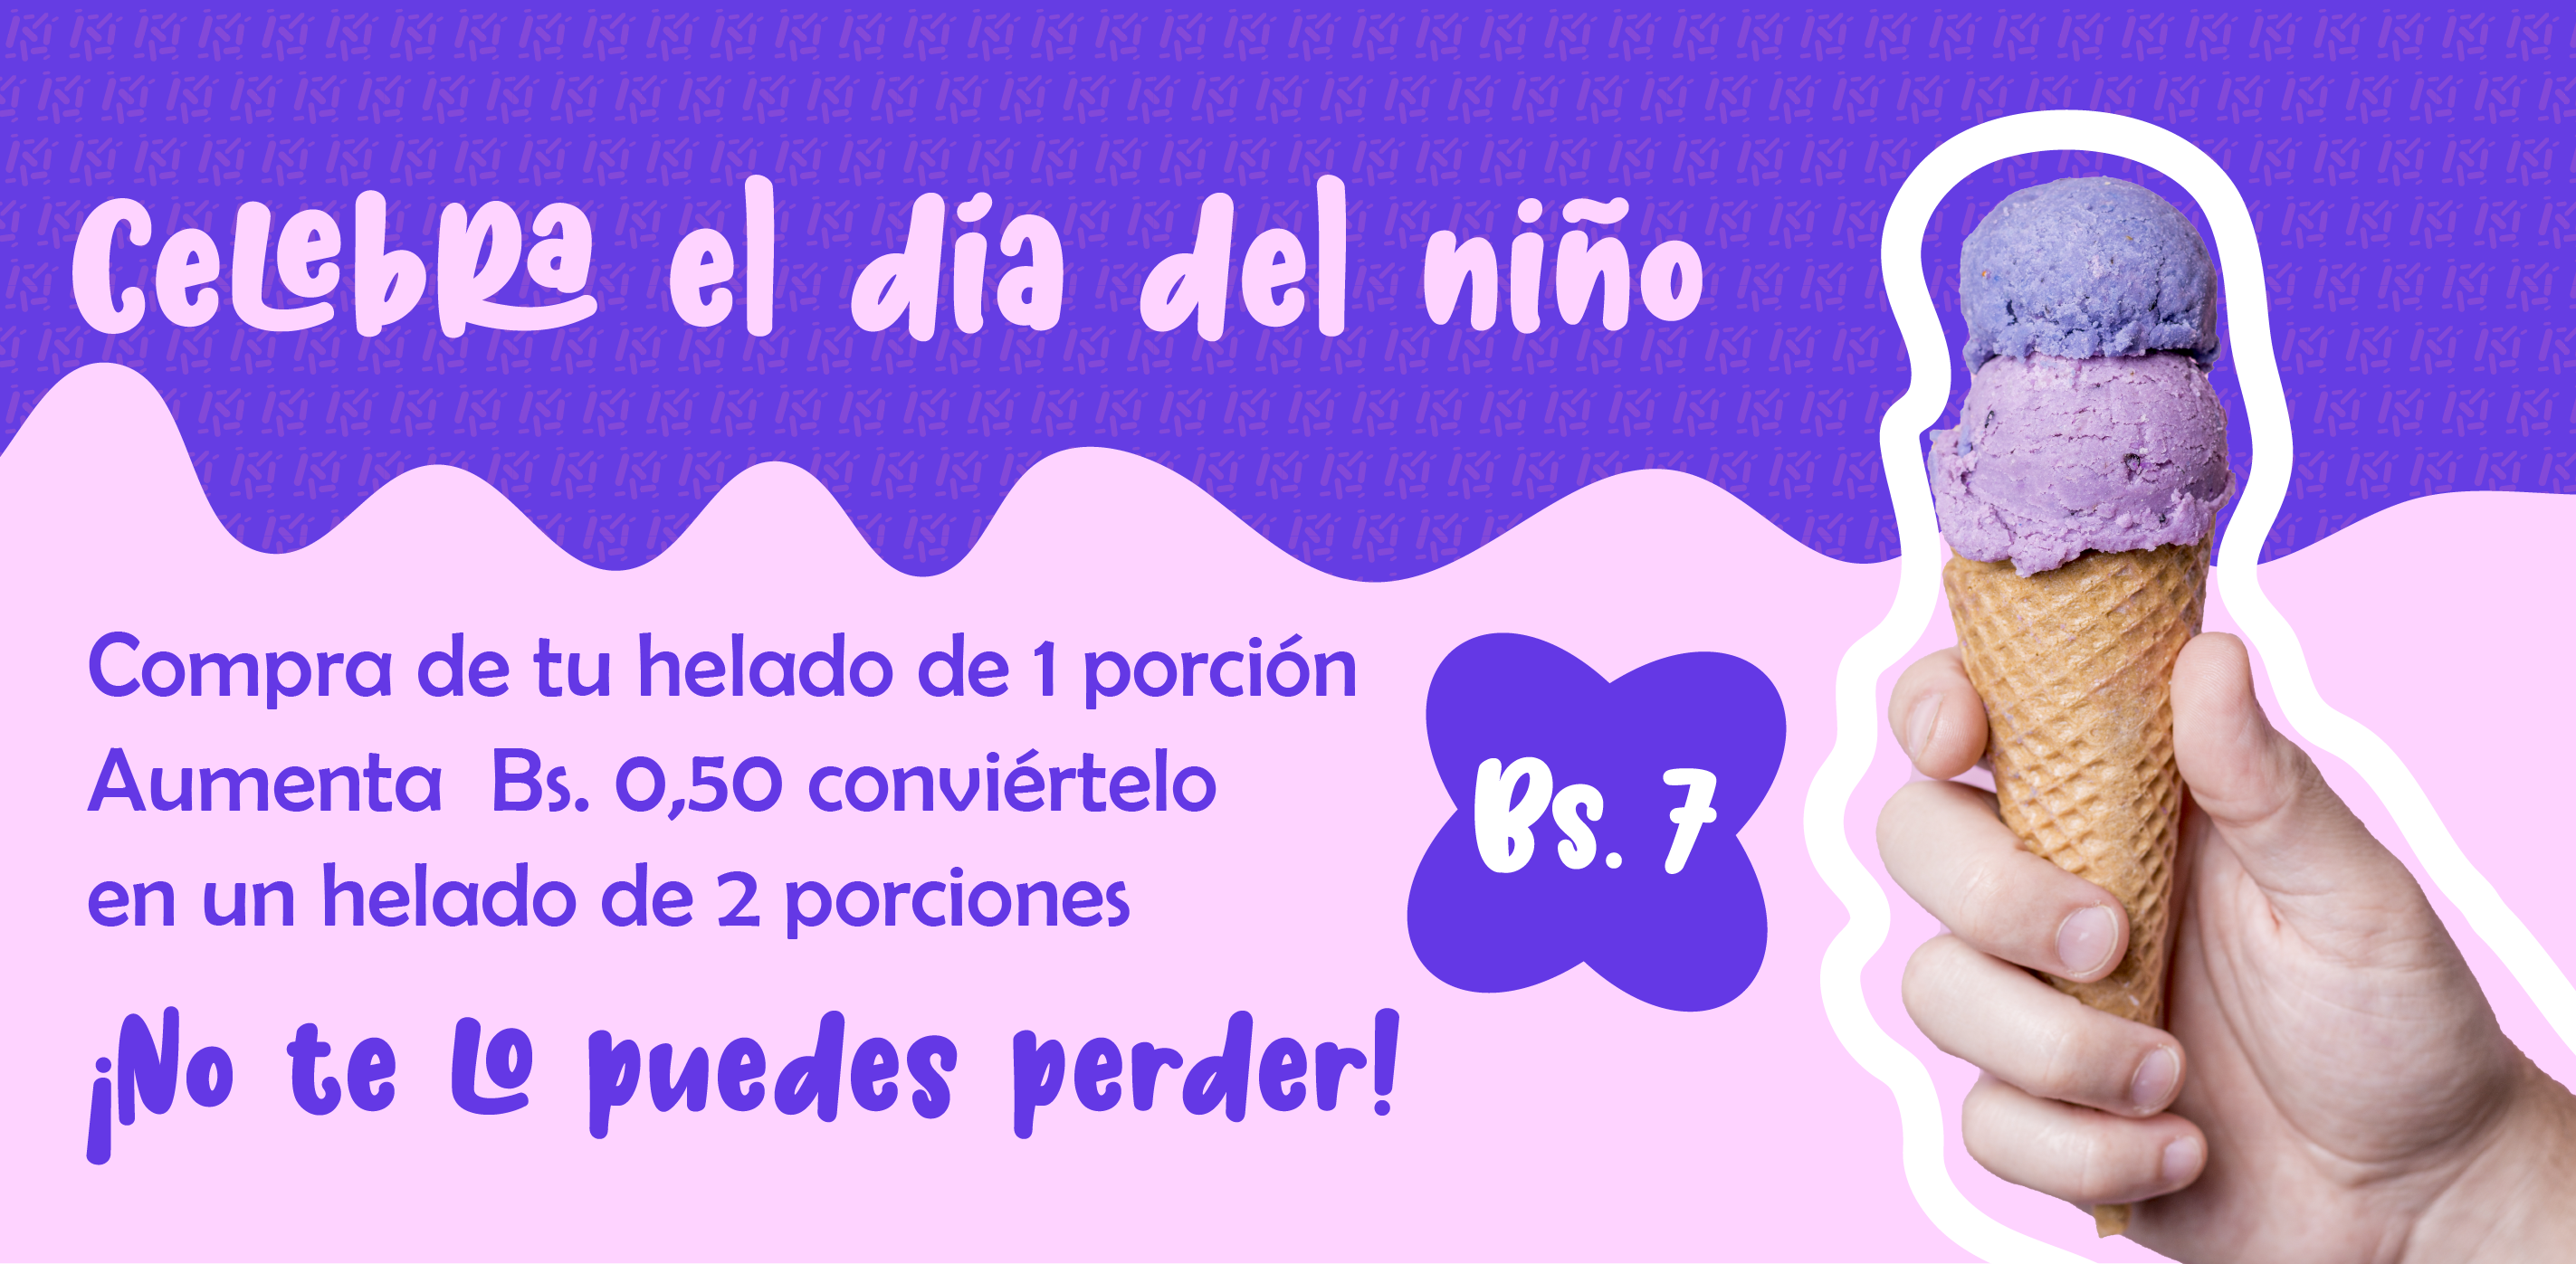 Celebra el día del niño
Compra de tu helado de 1 porción
Aumenta  Bs. 0,50 conviértelo
en un helado de 2 porciones
Bs. 7
¡No te lo puedes perder!